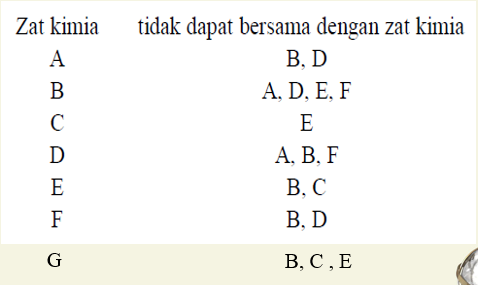 Zat kimia tidak dapat bersama dengan zat kimia
A B, D
B A, D, E, F
C E
D A, B, F
E B, C
F B, D
G B, C , E